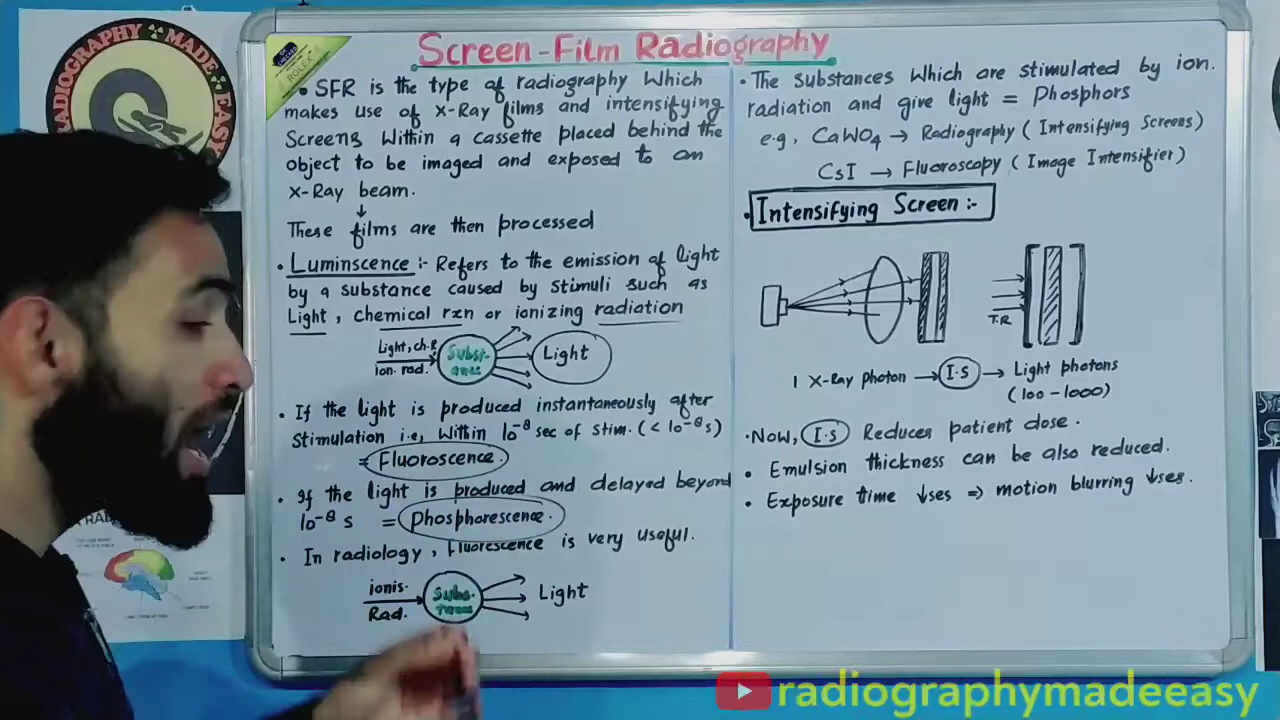 RADIOGRAPHY MADE EASY
ROLEX
Screen-Film Radiography
• SFR is the type of radiography which
makes use of X-Ray films and intensifying
Screens Within a cassette placed behind the
object to be imaged and exposed to an
X-Ray beam.
↓
These films are then processed
• Luminscence :- Refers to the emission of light
by a substance caused by Stimuli such as
Light, chemical rxn or ionizing radiation
Light, ch.R
ion. rad.
Subst-
ance
Light
• If the light is produced instantaneously after
Stimulation i.e, Within 10⁻⁸ sec of stim. (< 10⁻⁸ s)
= Fluoroscence.
• If the light is produced and delayed beyond
10⁻⁸ s = Phosphorescence.
• In radiology, Fluorescence is very useful.
ionis.
Rad.
Subs-
tance
Light
• The substances which are stimulated by ion.
radiation and give light = Phosphors
e.g, CaWO4 → Radiography ( Intensifying Screens)
CsI → Fluoroscopy ( Image Intensifier)
• Intensifying Screen :-
T.R
1 X-Ray photon → I.S → Light photons
(100 - 1000)
• Now, I.S Reduces patient dose.
• Emulsion thickness can be also reduced.
• Exposure time ↓ses ⇒ motion blurring ↓ses.
radiographymadeeasy